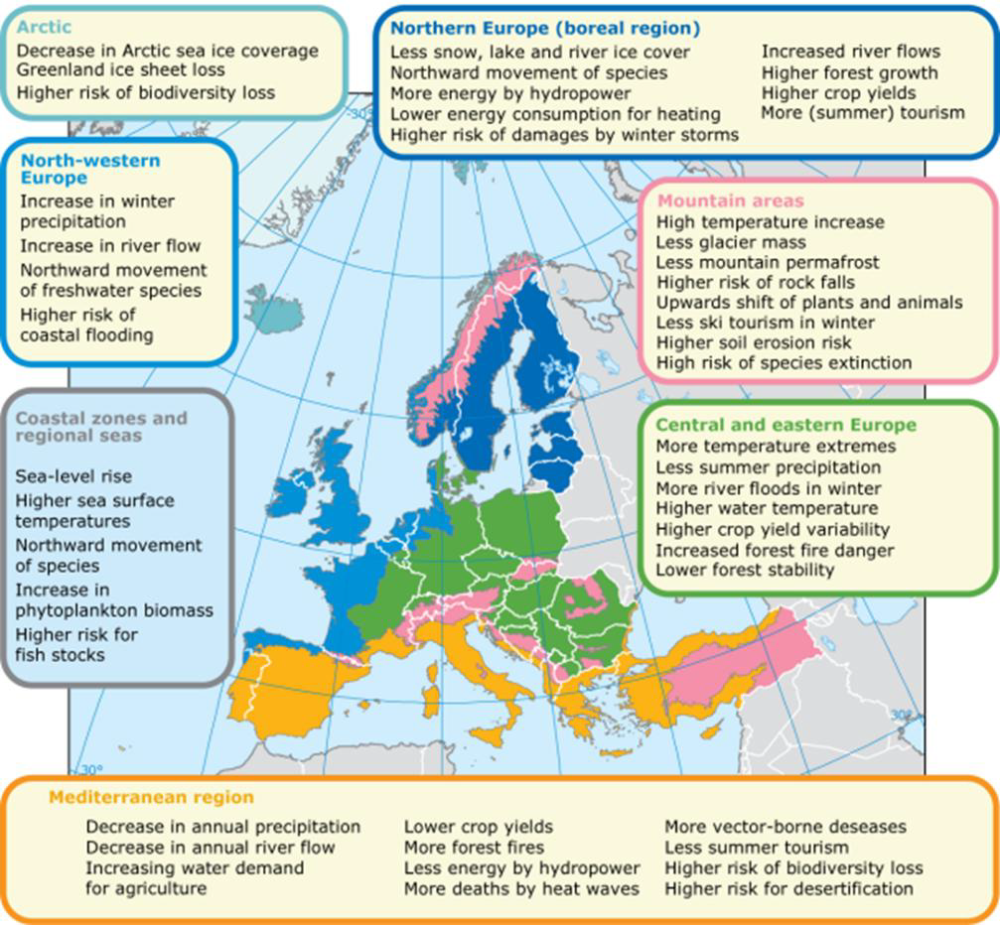 Arctic
Decrease in Arctic sea ice coverage
Greenland ice sheet loss
Higher risk of biodiversity loss
Northern Europe (boreal region)
Less snow, lake and river ice cover
Northward movement of species
More energy by hydropower
Lower energy consumption for heating
Higher risk of damages by winter storms
Increased river flows
Higher forest growth
Higher crop yields
More (summer) tourism
-30°
North-western
Europe
Increase in winter
precipitation
Increase in river flow
Northward movement
of freshwater species
Higher risk of
coastal flooding
Mountain areas
High temperature increase
Less glacier mass
Less mountain permafrost
Higher risk of rock falls
Upwards shift of plants and animals
Less ski tourism in winter
Higher soil erosion risk
High risk of species extinction
Coastal zones and
regional seas
Sea-level rise
Higher sea surface
temperatures
Northward movement
of species
Increase in
phytoplankton biomass
Higher risk for
fish stocks
Central and eastern Europe
More temperature extremes
Less summer precipitation
More river floods in winter
Higher water temperature
Higher crop yield variability
Increased forest fire danger
Lower forest stability
30°
30°
Mediterranean region
Decrease in annual precipitation
Decrease in annual river flow
Increasing water demand
for agriculture
Lower crop yields
More forest fires
Less energy by hydropower
More deaths by heat waves
More vector-borne deseases
Less summer tourism
Higher risk of biodiversity loss
Higher risk for desertification